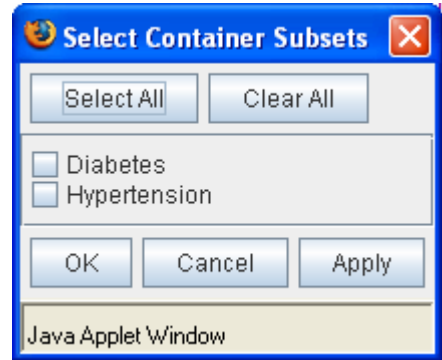 Select Container Subsets
Select All Clear All
Diabetes
Hypertension
OK Cancel Apply
Java Applet Window